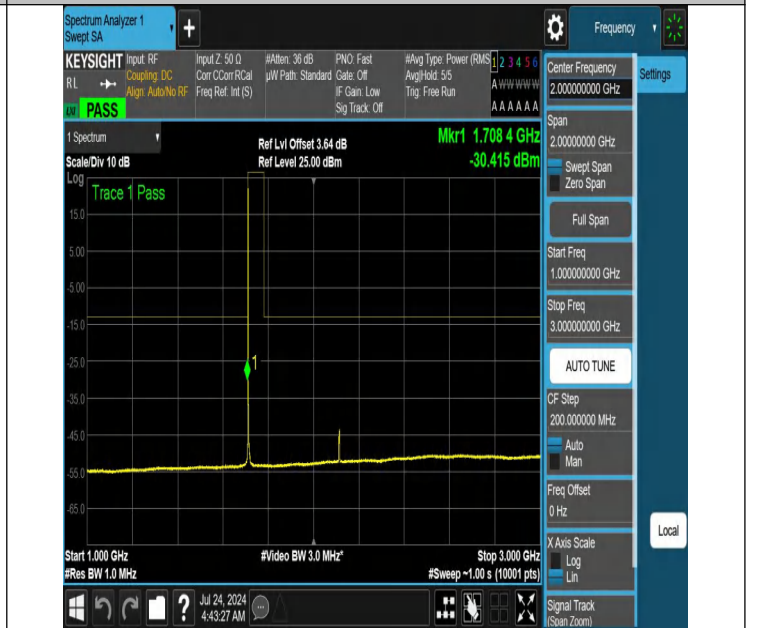 Spectrum Analyzer 1
Swept SA
Frequency
KEYSIGHT
RL
PASS
Input: RF
Coupling: DC
Align: Auto/No RF
Input Z: 50 Ω
Corr CCorr RCal
Freq Ref: Int (S)
#Atten: 36 dB
µW Path: Standard
PNO: Fast
Gate: Off
IF Gain: Low
Sig Track: Off
#Avg Type: Power (RMS
Avg|Hold: 5/5
Trig: Free Run
1 2 3 4 5 6
A W W W W W
A A A A A A
1 Spectrum
Scale/Div 10 dB
Ref Lvl Offset 3.64 dB
Ref Level 25.00 dBm
Mkr1 1.708 4 GHz
-30.415 dBm
Log
Trace 1 Pass
15.0
5.00
-5.00
-15.0
-25.0
1
-35.0
-45.0
-55.0
-65.0
Start 1.000 GHz
#Res BW 1.0 MHz
#Video BW 3.0 MHz*
Stop 3.000 GHz
#Sweep ~1.00 s (10001 pts)
Center Frequency
2.000000000 GHz
Settings
Span
2.00000000 GHz
Swept Span
Zero Span
Full Span
Start Freq
1.000000000 GHz
Stop Freq
3.000000000 GHz
AUTO TUNE
CF Step
200.000000 MHz
Auto
Man
Freq Offset
0 Hz
X Axis Scale
Log
Lin
Local
Signal Track
(Span Zoom)
?
Jul 24, 2024
4:43:27 AM